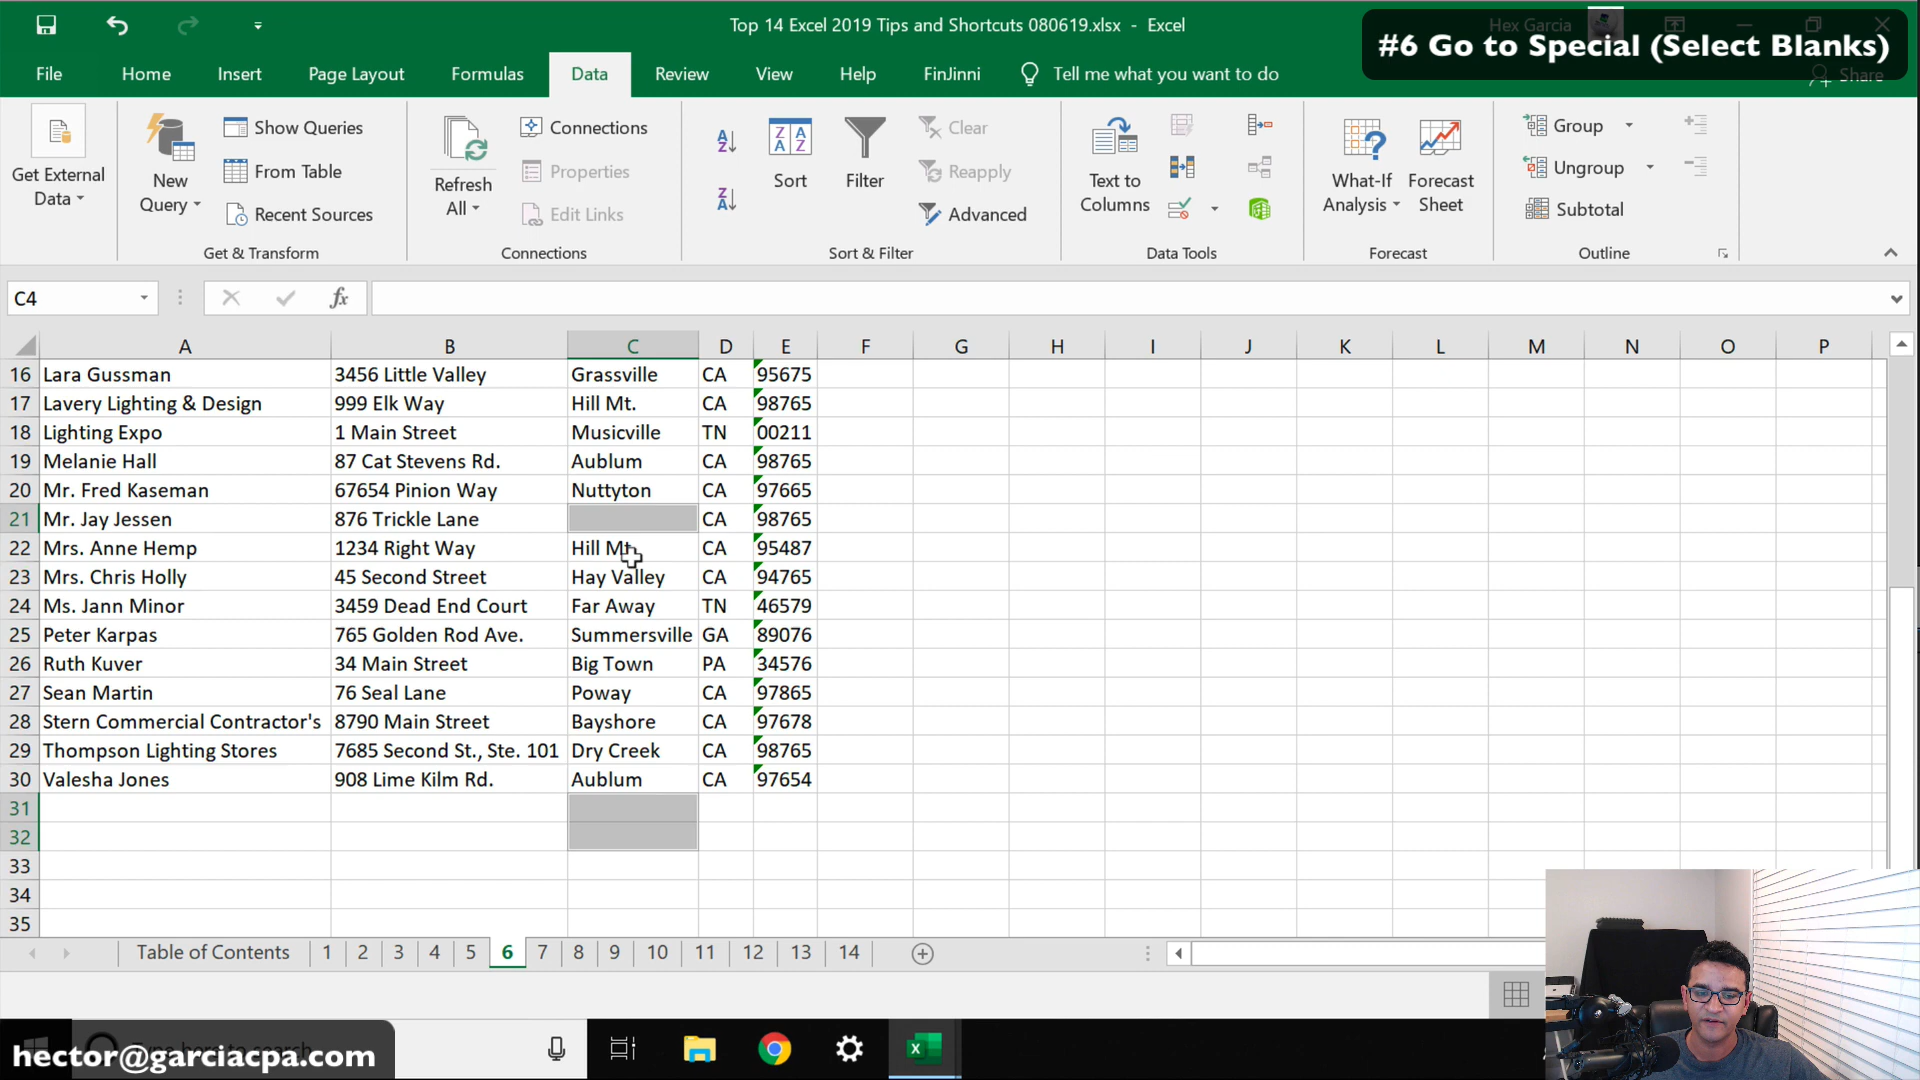 Top 14 Excel 2019 Tips and Shortcuts 080619.xlsx - Excel
Hex Garcia
#6 Go to Special (Select Blanks)
File Home Insert Page Layout Formulas Data Review View Help FinJinni Tell me what you want to do Share
Get External Data
New Query
Show Queries
From Table
Recent Sources
Get & Transform
Refresh All
Connections
Properties
Edit Links
Connections
Sort
Filter
Clear
Reapply
Advanced
Sort & Filter
Text to Columns
Data Tools
What-If Analysis
Forecast Sheet
Forecast
Group
Ungroup
Subtotal
Outline
C4
fx
A B C D E F G H I J K L M N O P
16 Lara Gussman 3456 Little Valley Grassville CA 95675
17 Lavery Lighting & Design 999 Elk Way Hill Mt. CA 98765
18 Lighting Expo 1 Main Street Musicville TN 00211
19 Melanie Hall 87 Cat Stevens Rd. Aublum CA 98765
20 Mr. Fred Kaseman 67654 Pinion Way Nuttyton CA 97665
21 Mr. Jay Jessen 876 Trickle Lane CA 98765
22 Mrs. Anne Hemp 1234 Right Way Hill Mt. CA 95487
23 Mrs. Chris Holly 45 Second Street Hay Valley CA 94765
24 Ms. Jann Minor 3459 Dead End Court Far Away TN 46579
25 Peter Karpas 765 Golden Rod Ave. Summersville GA 89076
26 Ruth Kuver 34 Main Street Big Town PA 34576
27 Sean Martin 76 Seal Lane Poway CA 97865
28 Stern Commercial Contractor's 8790 Main Street Bayshore CA 97678
29 Thompson Lighting Stores 7685 Second St., Ste. 101 Dry Creek CA 98765
30 Valesha Jones 908 Lime Kilm Rd. Aublum CA 97654
31
32
33
34
35
Table of Contents 1 2 3 4 5 6 7 8 9 10 11 12 13 14
hector@garciacpa.com